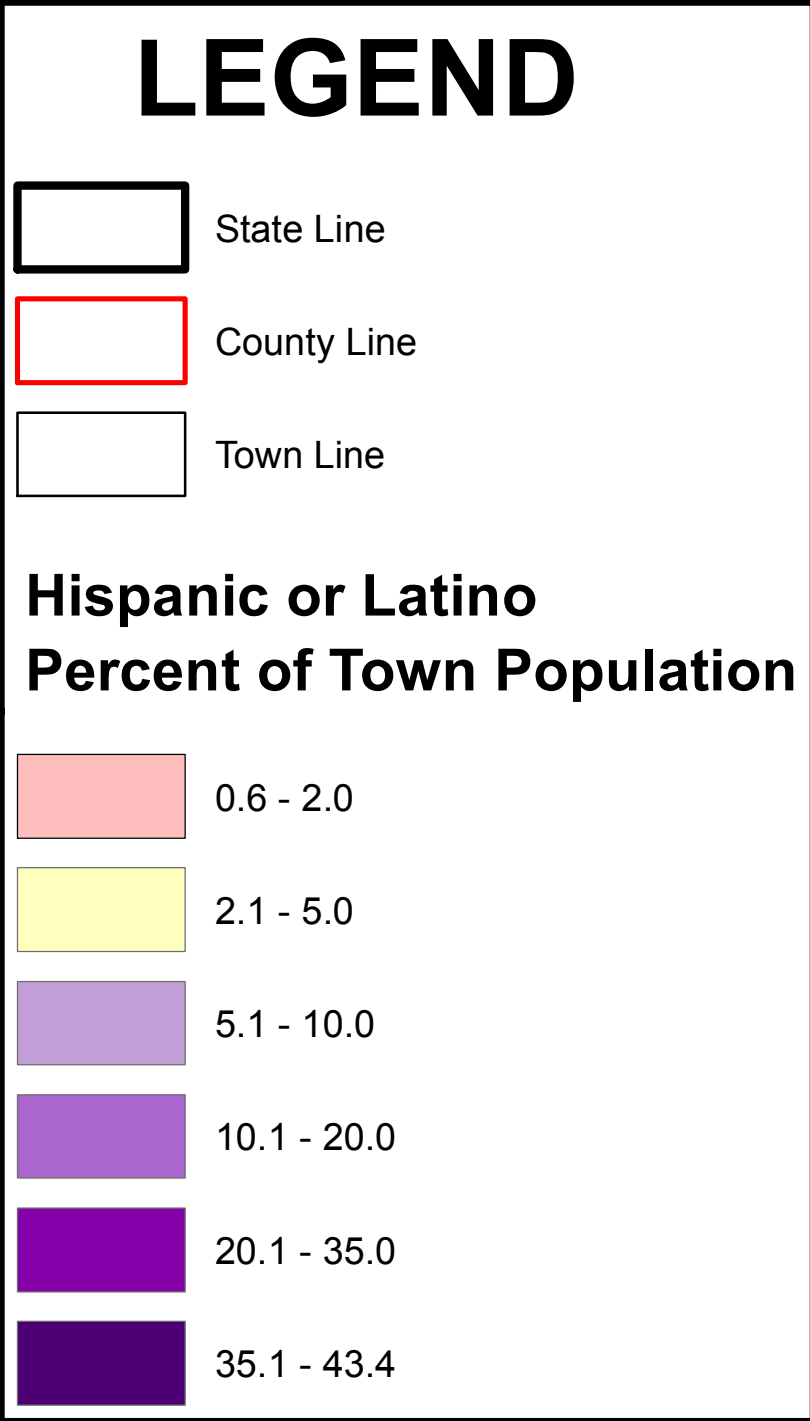 LEGEND
State Line
County Line
Town Line
Hispanic or Latino
Percent of Town Population
0.6 - 2.0
2.1 - 5.0
5.1 - 10.0
10.1 - 20.0
20.1 - 35.0
35.1 - 43.4